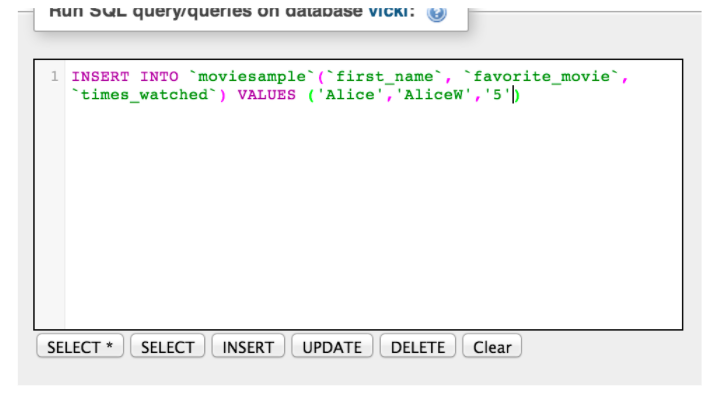 Run SQL query/queries on database vicki:
1 INSERT INTO `moviesample`(`first_name`, `favorite_movie`,
`times_watched`) VALUES ('Alice','AliceW','5')
SELECT * SELECT INSERT UPDATE DELETE Clear